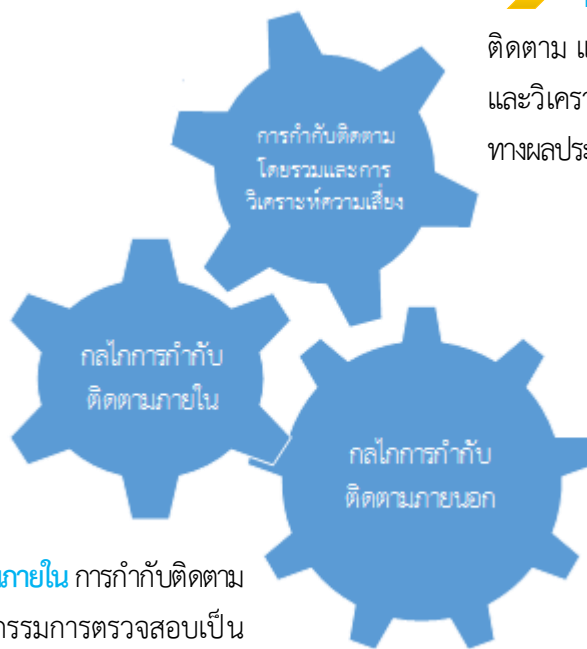 ติดตาม
และวิเครา
ทางผลประ
การกำกับติดตาม
โดยรวมและการ
วิเคราะห์ความเสี่ยง
กลไกการกำกับ
ติดตามภายใน
กลไกการกำกับ
ติดตามภายนอก
นภายใน การกำกับติดตาม
กรรมการตรวจสอบเป็น